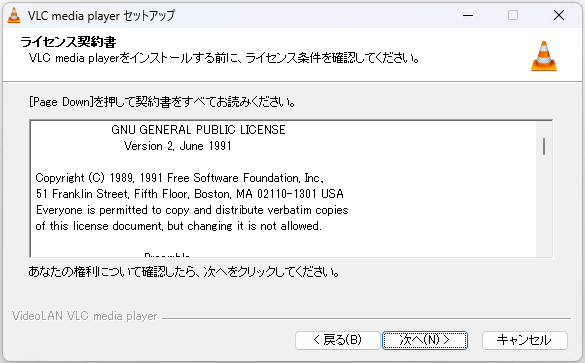 VLC media player セットアップ
ライセンス契約書
VLC media playerをインストールする前に、ライセンス条件を確認してください。
[Page Down]を押して契約書をすべてお読みください。
GNU GENERAL PUBLIC LICENSE
Version 2, June 1991
Copyright (C) 1989, 1991 Free Software Foundation, Inc.,
51 Franklin Street, Fifth Floor, Boston, MA 02110-1301 USA
Everyone is permitted to copy and distribute verbatim copies
of this license document, but changing it is not allowed.
Preamble
あなたの権利について確認したら、次へをクリックしてください。
VideoLAN VLC media player
< 戻る(B)
次へ(N) >
キャンセル